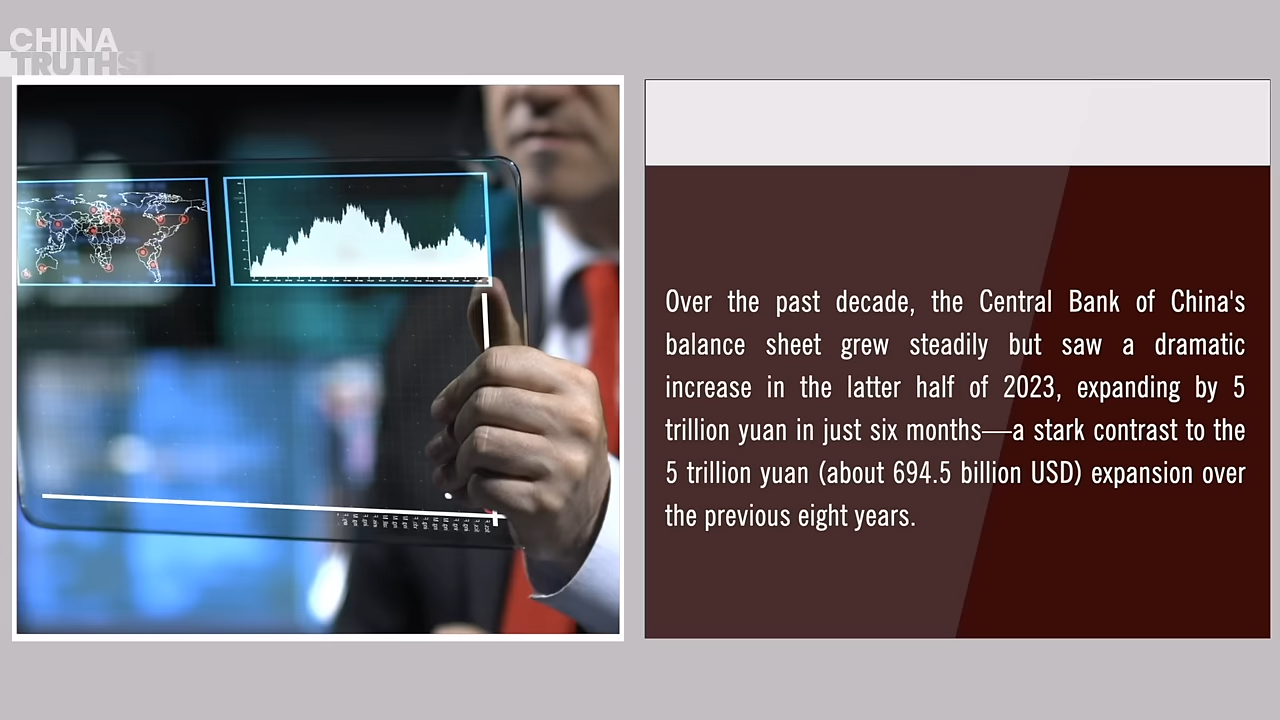 CHINA
TRUTHS
Over the past decade, the Central Bank of China's
balance sheet grew steadily but saw a dramatic
increase in the latter half of 2023, expanding by 5
trillion yuan in just six months—a stark contrast to the
5 trillion yuan (about 694.5 billion USD) expansion over
the previous eight years.